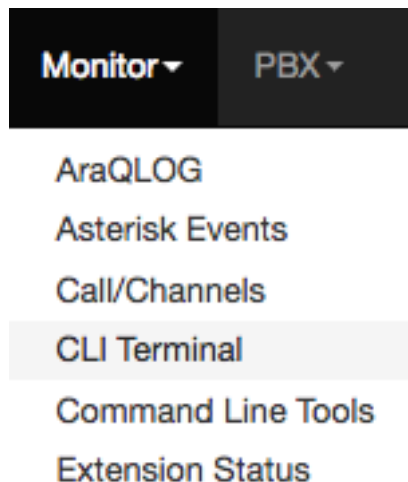 Monitor PBX
AraQLOG
Asterisk Events
Call/Channels
CLI Terminal
Command Line Tools
Extension Status